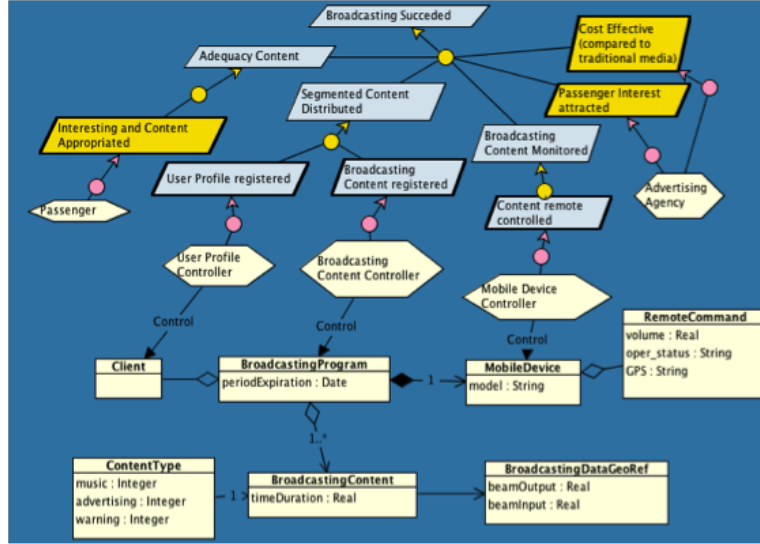 Broadcasting Succeded
Cost Effective
(compared to
traditional media)
Adequacy Content
Segmented Content
Distributed
Passenger Interest
attracted
Interesting and Content
Appropriated
Broadcasting
Content Monitored
User Profile registered
Broadcasting
Content registered
Advertising
Agency
Passenger
Content remote
controlled
User Profile
Controller
Broadcasting
Content Controller
Mobile Device
Controller
Control
Control
Control
RemoteCommand
volume : Real
oper_status : String
GPS : String
Client
BroadcastingProgram
periodExpiration : Date
1
MobileDevice
model : String
1..*
ContentType
music : Integer
advertising : Integer
warning : Integer
1
BroadcastingContent
timeDuration : Real
BroadcastingDataGeoRef
beamOutput : Real
beamInput : Real